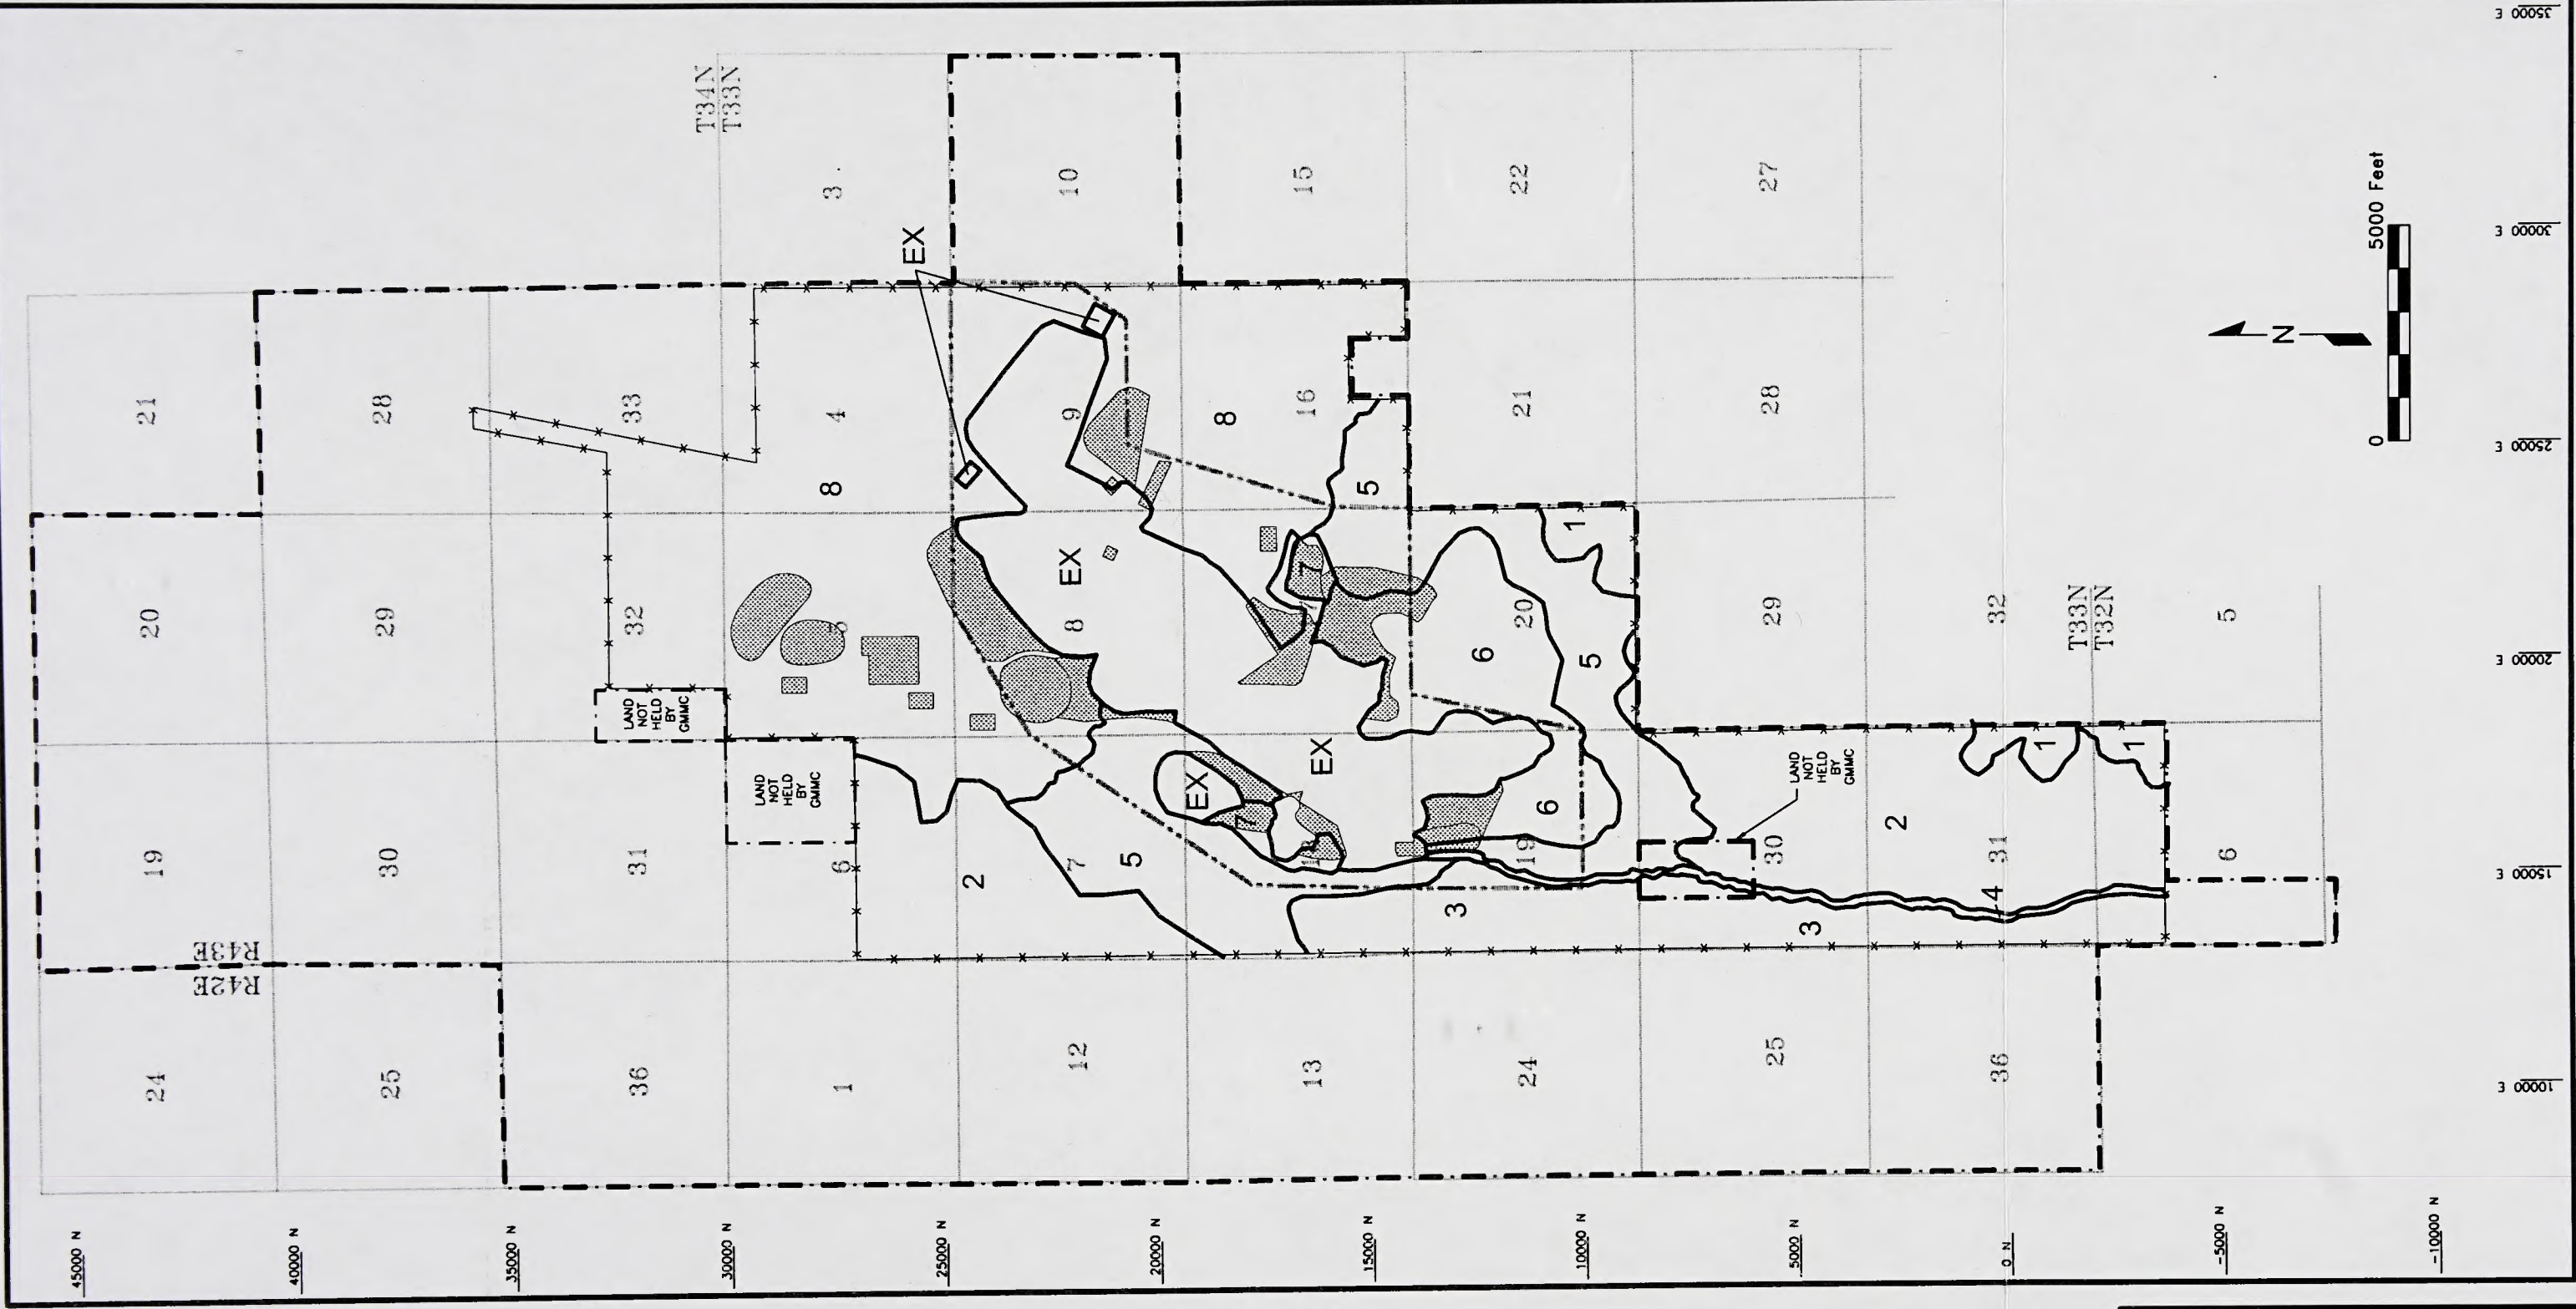 45000 N
24
19
20
21
40000 N
R42E
R43E
25
30
29
28
35000 N
36
31
32
33
LAND
NOT
HELD
BY
GMMC
T34N
T33N
30000 N
LAND
NOT
HELD
BY
GMMC
1
6
8
4
3
EX
25000 N
2
12
7
5
8
EX
9
10
20000 N
EX
7
8
13
EX
7
16
15
15000 N
3
5
24
19
6
6
20
21
22
1
10000 N
5
25
30
29
28
27
LAND
NOT
HELD
BY
GMMC
5000 N
3
2
36
31
32
4
0 N
1
T33N
T32N
1
6
5
-5000 N
N
0
5000 Feet
-10000 N
10000 E
15000 E
20000 E
25000 E
30000 E
35000 E